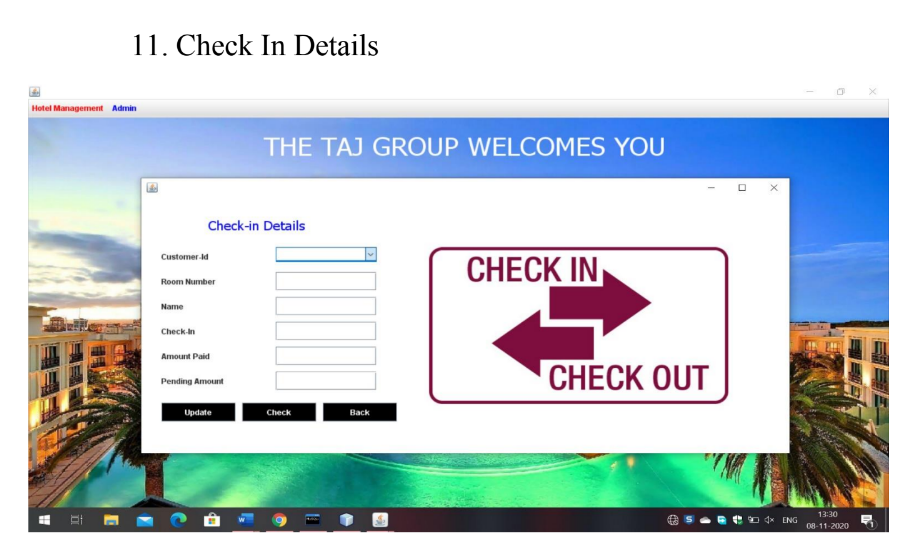 11. Check In Details
Hotel Management Admin
THE TAJ GROUP WELCOMES YOU
Check-in Details
Customer-Id
Room Number
Name
Check-In
Amount Paid
Pending Amount
Update Check Back
CHECK IN
CHECK OUT
ENG
13:30
08-11-2020